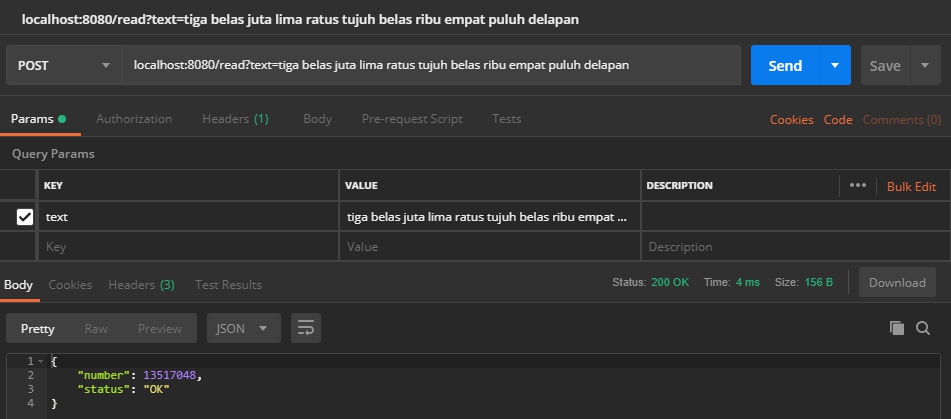 localhost:8080/read?text=tiga belas juta lima ratus tujuh belas ribu empat puluh delapan
POST localhost:8080/read?text=tiga belas juta lima ratus tujuh belas ribu empat puluh delapan Send Save
Params Authorization Headers (1) Body Pre-request Script Tests Cookies Code Comments (0)
Query Params
KEY VALUE DESCRIPTION ••• Bulk Edit
text tiga belas juta lima ratus tujuh belas ribu empat ...
Key Value Description
Body Cookies Headers (3) Test Results Status: 200 OK Time: 4 ms Size: 156 B Download
Pretty Raw Preview JSON
1 {
2 "number": 13517048,
3 "status": "OK"
4 }